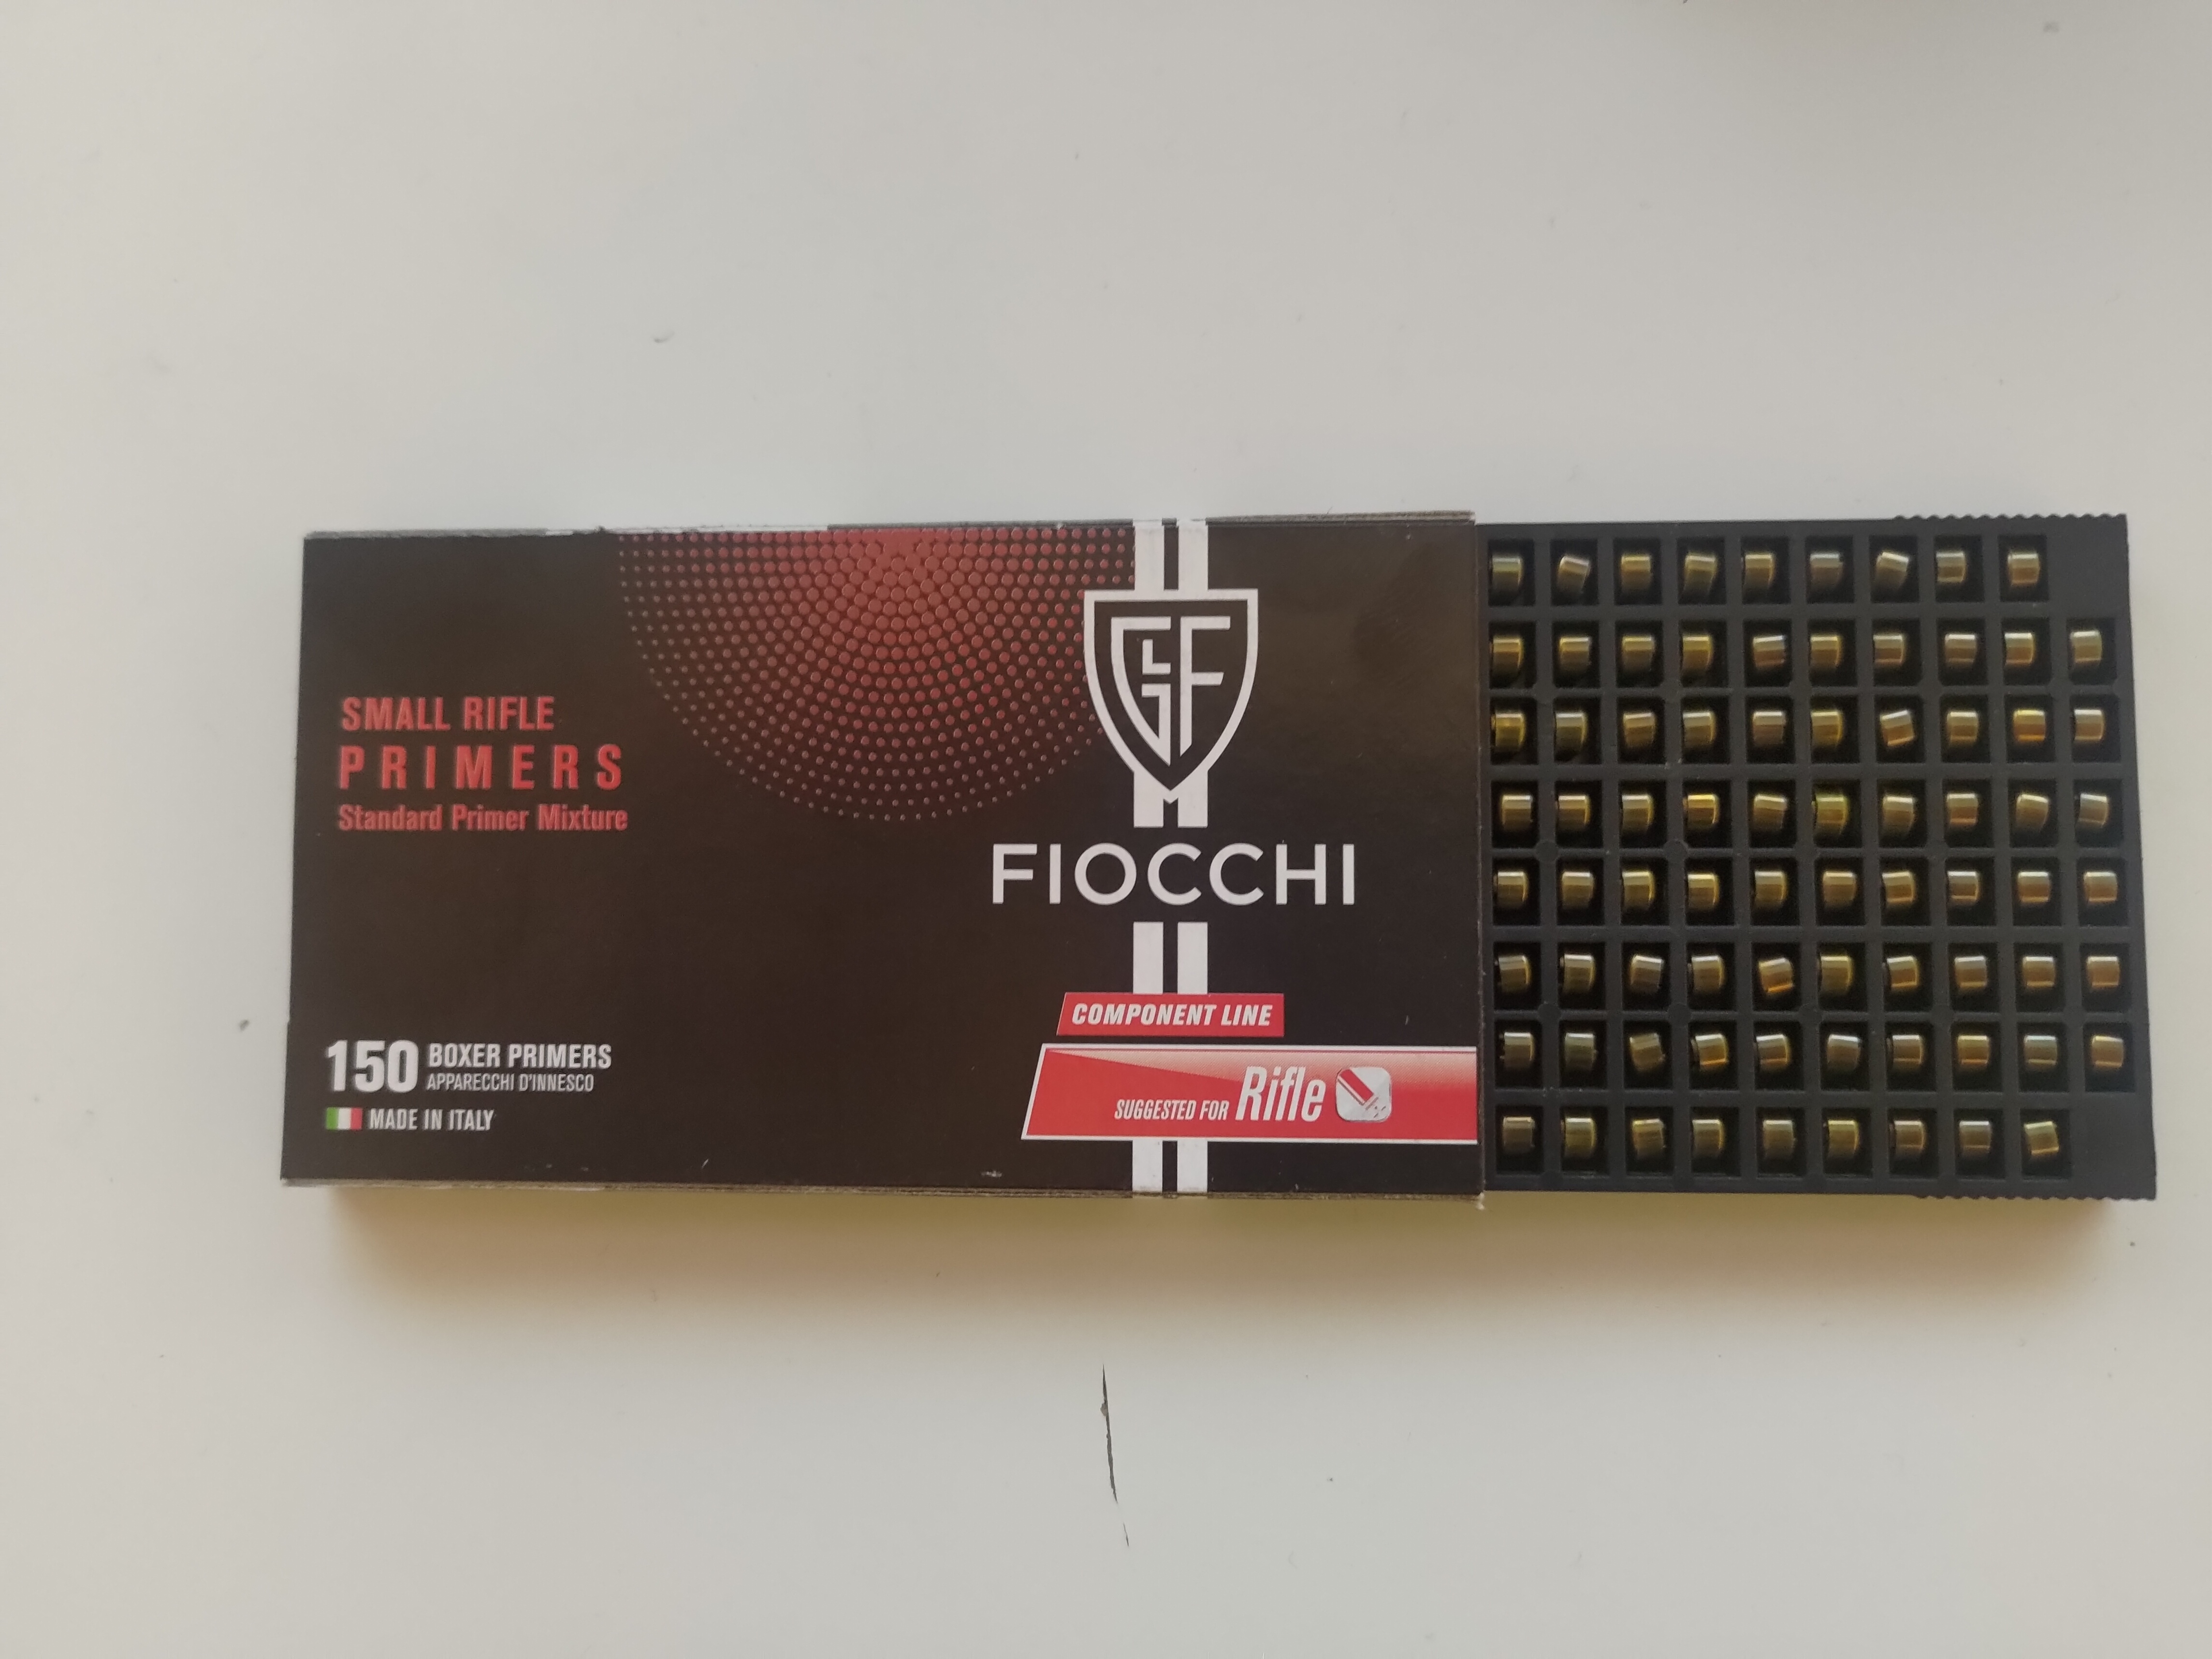 SMALL RIFLE
PRIMERS
Standard Primer Mixture
150 BOXER PRIMERS
APPARECCHI D'INNESCO
MADE IN ITALY
GF
FIOCCHI
COMPONENT LINE
SUGGESTED FOR Rifle